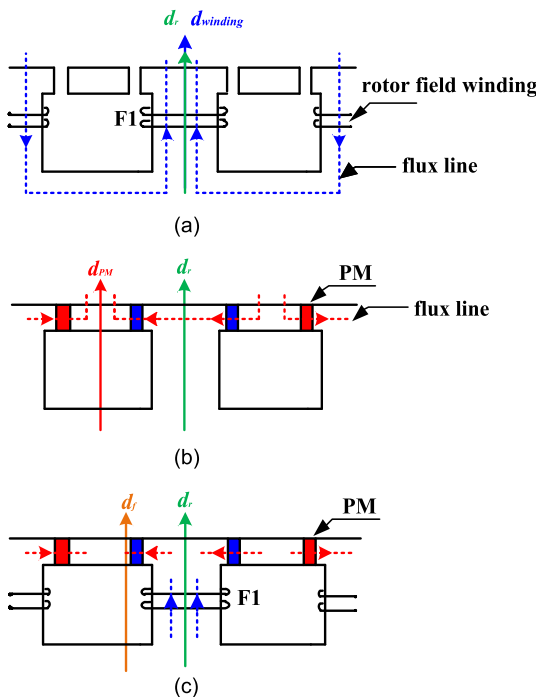 dr dwinding
rotor field winding
F1
flux line
(a)
dPM dr PM
flux line
(b)
df dr PM
F1
(c)